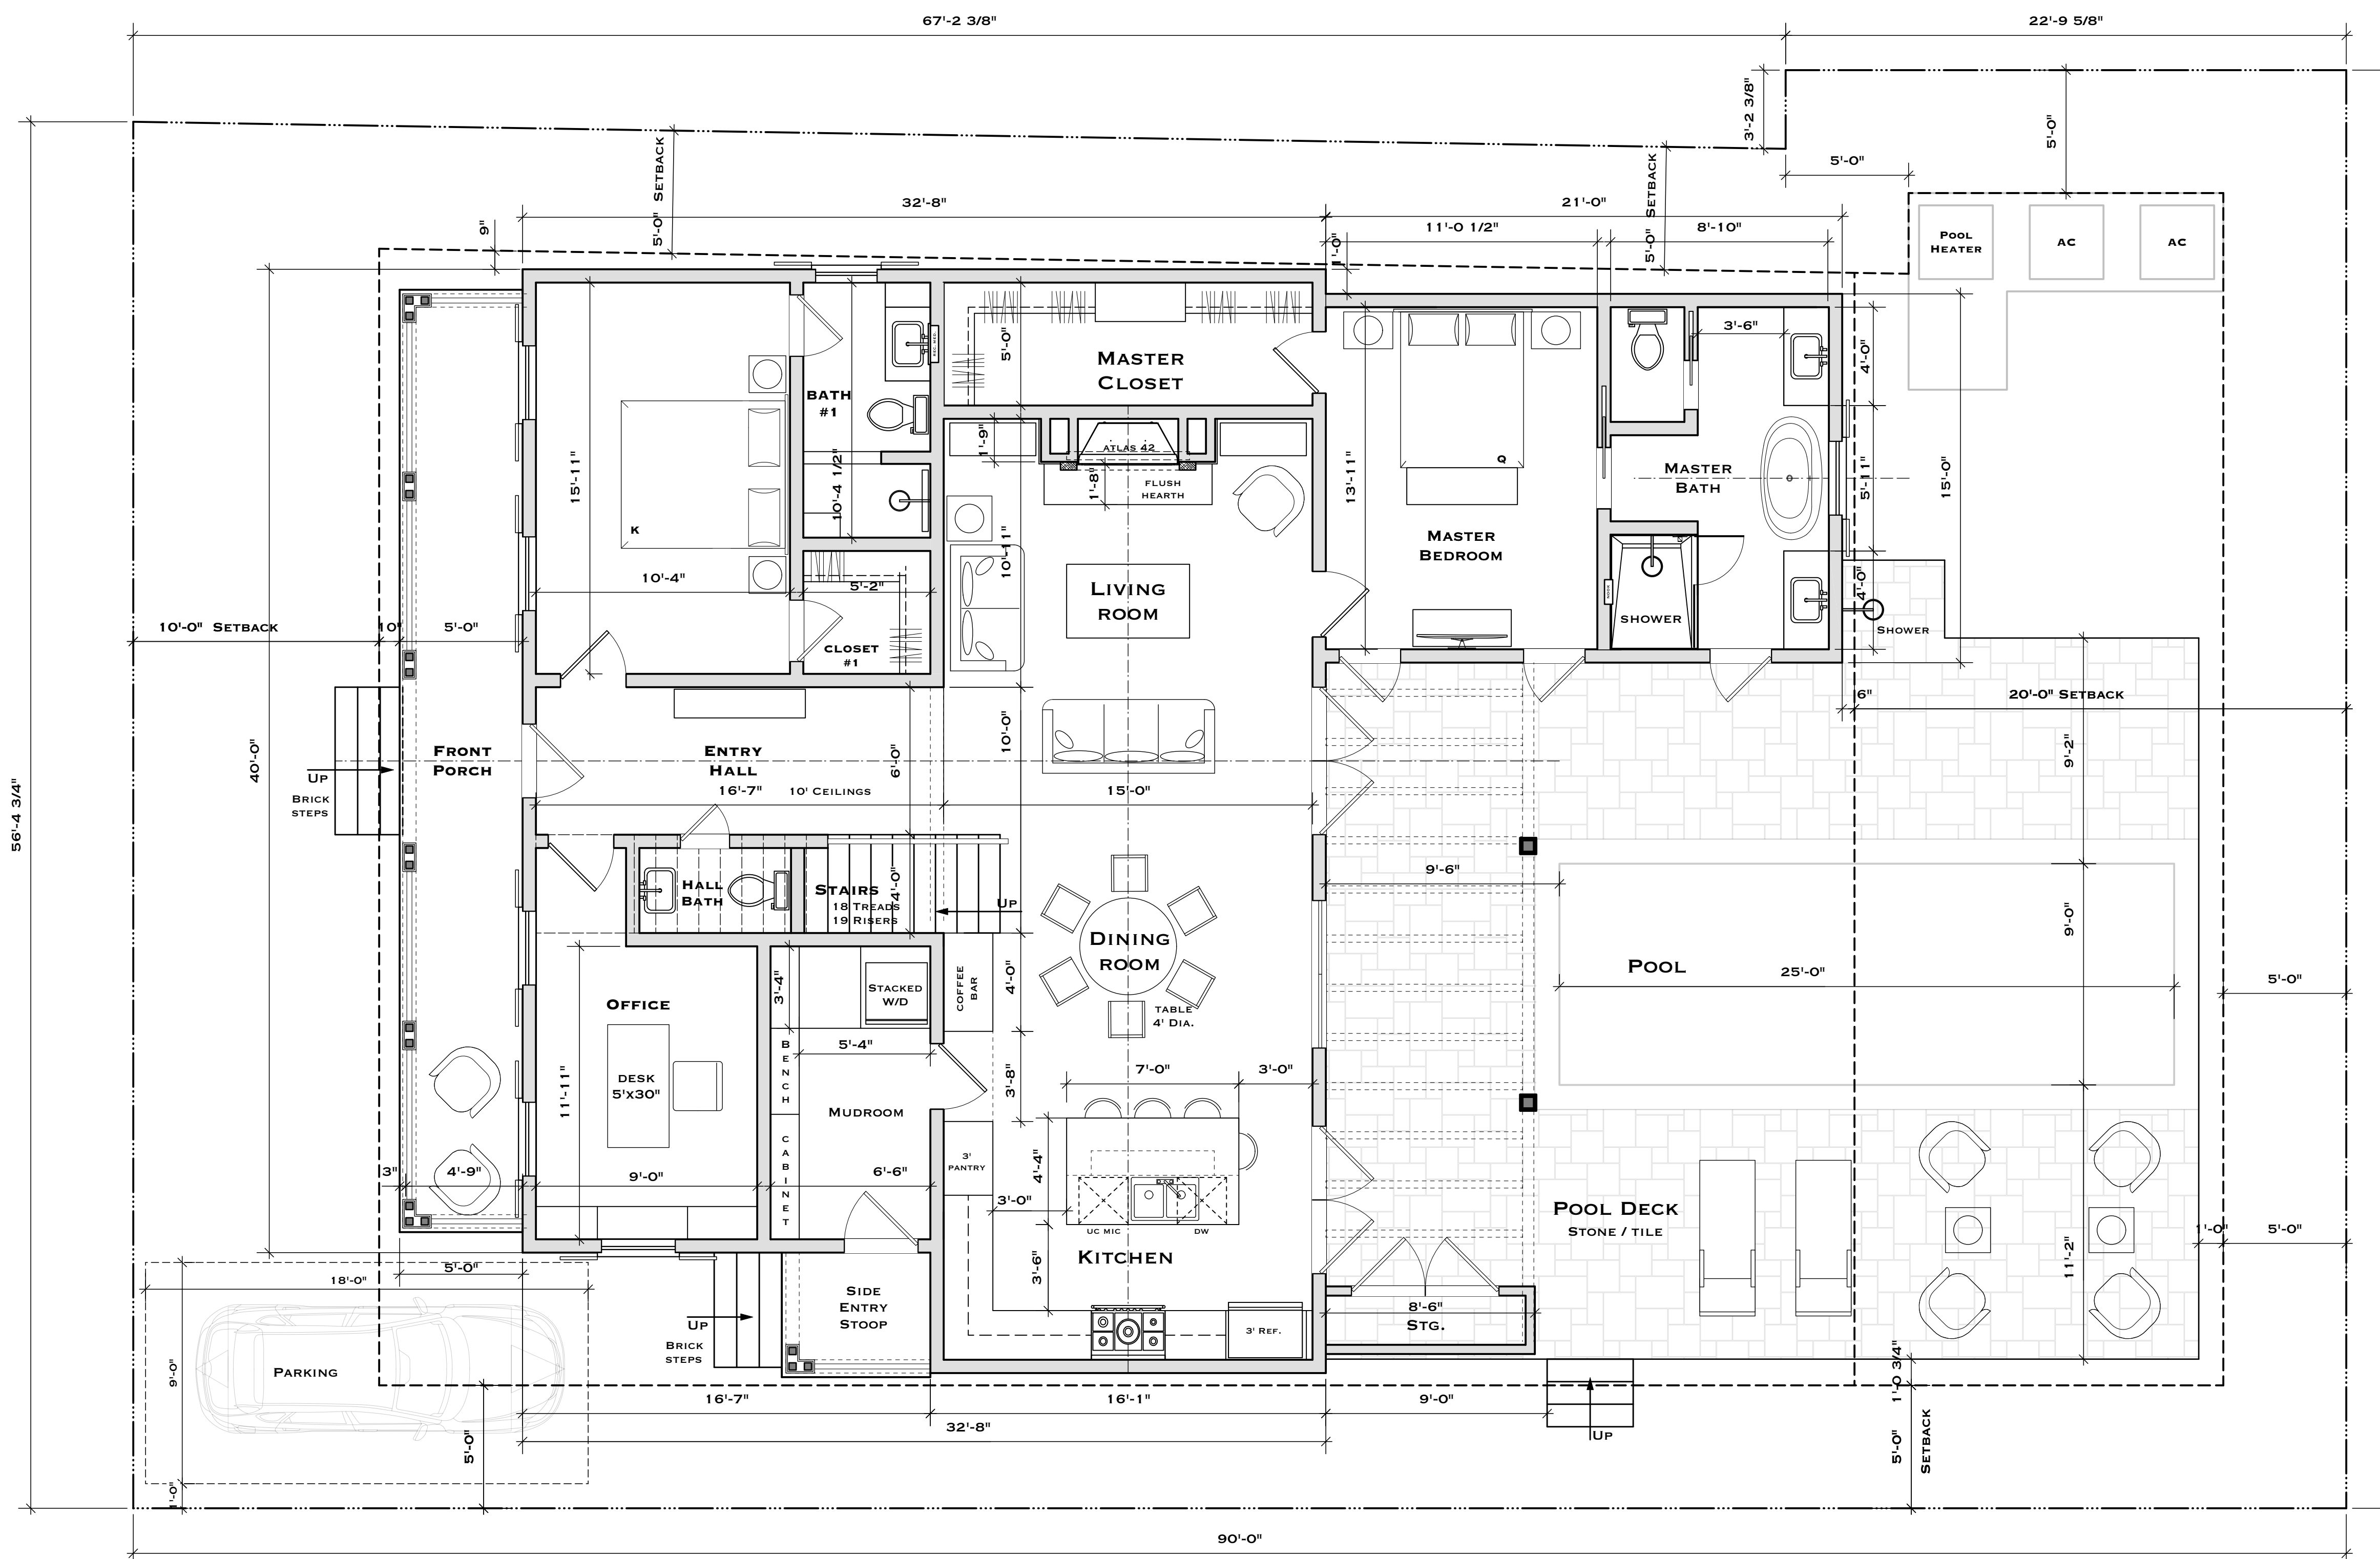 67'-2 3/8"
22'-9 5/8"
3'-2 3/8"
5'-0"
5'-0"
5'-0" SETBACK
5'-0" SETBACK
32'-8"
21'-0"
11'-0 1/2"
8'-10"
9"
1'-0"
POOL
HEATER
AC
AC
MASTER
CLOSET
5'-0"
BATH
#1
REC. MED.
10'-4 1/2"
15'-11"
K
10'-4"
5'-2"
CLOSET
#1
1'-9"
ATLAS 42
1'-8"
FLUSH
HEARTH
10'-11"
LIVING
ROOM
13'-11"
Q
MASTER
BEDROOM
3'-6"
MASTER
BATH
4'-0"
5'-11"
4'-0"
15'-0"
SHOWER
SHOWER
10'-0" SETBACK
10"
5'-0"
6"
20'-0" SETBACK
40'-0"
56'-4 3/4"
FRONT
PORCH
UP
BRICK
STEPS
ENTRY
HALL
16'-7"
10' CEILINGS
6'-0"
10'-0"
15'-0"
9'-2"
HALL
BATH
STAIRS
18 TREADS
19 RISERS
4'-0"
UP
9'-6"
9'-0"
DINING
ROOM
TABLE
4' DIA.
POOL
25'-0"
5'-0"
OFFICE
DESK
5'X30"
11'-11"
9'-0"
3'-4"
STACKED
W/D
COFFEE
BAR
4'-0"
5'-4"
BENCH
CABINET
MUDROOM
6'-6"
3'-8"
3'
PANTRY
7'-0"
3'-0"
4'-4"
3'-0"
UC MIC
DW
KITCHEN
3'-6"
3' REF.
3"
4'-9"
5'-0"
18'-0"
PARKING
9'-0"
1'-0"
5'-0"
UP
BRICK
STEPS
SIDE
ENTRY
STOOP
8'-6"
STG.
POOL DECK
STONE / TILE
11'-2"
1'-0"
5'-0"
1'-0 3/4"
5'-0"
SETBACK
16'-7"
16'-1"
9'-0"
32'-8"
UP
90'-0"